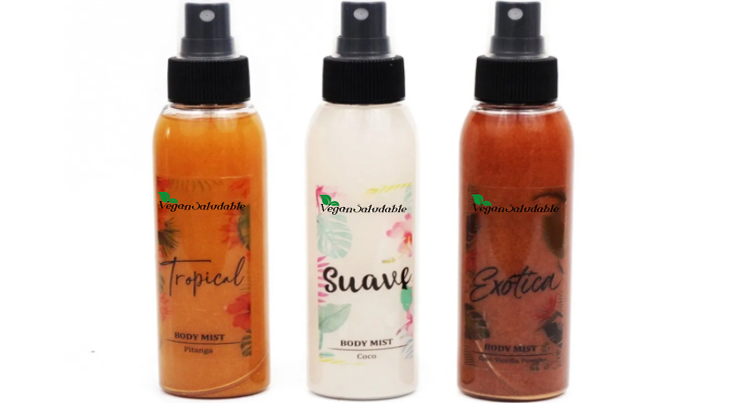 VeganSaludable
Tropical
BODY MIST
Pitanga
VeganSaludable
Suave
BODY MIST
Coco
VeganSaludable
Exotica
BODY MIST